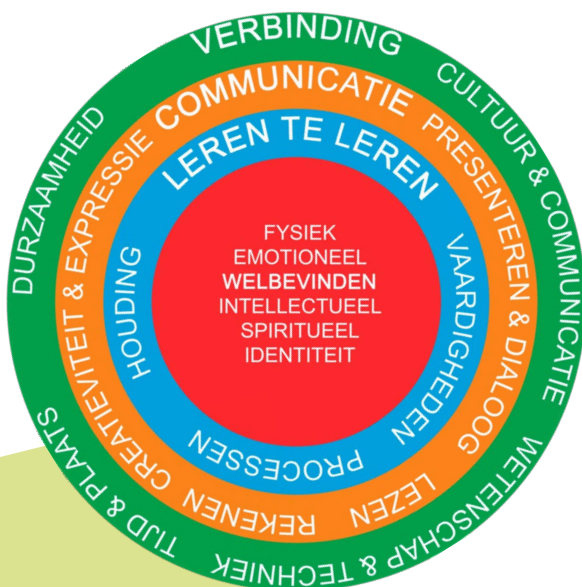 VERBINDING
CULTUUR & COMMUNICATIE
WETENSCHAP & TECHNIEK
TIJD & PLAATS
DURZAAMHEID
COMMUNICATIE
PRESENTEREN & DIALOOG
LEZEN
REKENEN
CREATIEVITEIT & EXPRESSIE
LEREN TE LEREN
VAARDIGHEDEN
PROCESSEN
HOUDING
FYSIEK
EMOTIONEEL
WELBEVINDEN
INTELLECTUEEL
SPIRITUEEL
IDENTITEIT